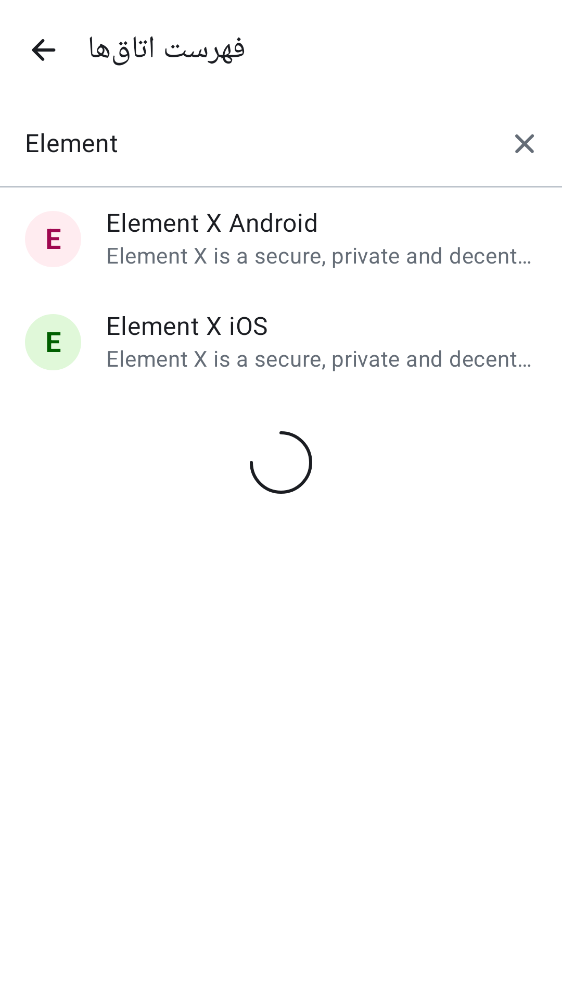 فهرست اتاق‌ها
Element
E
Element X Android
Element X is a secure, private and decent…
E
Element X iOS
Element X is a secure, private and decent…